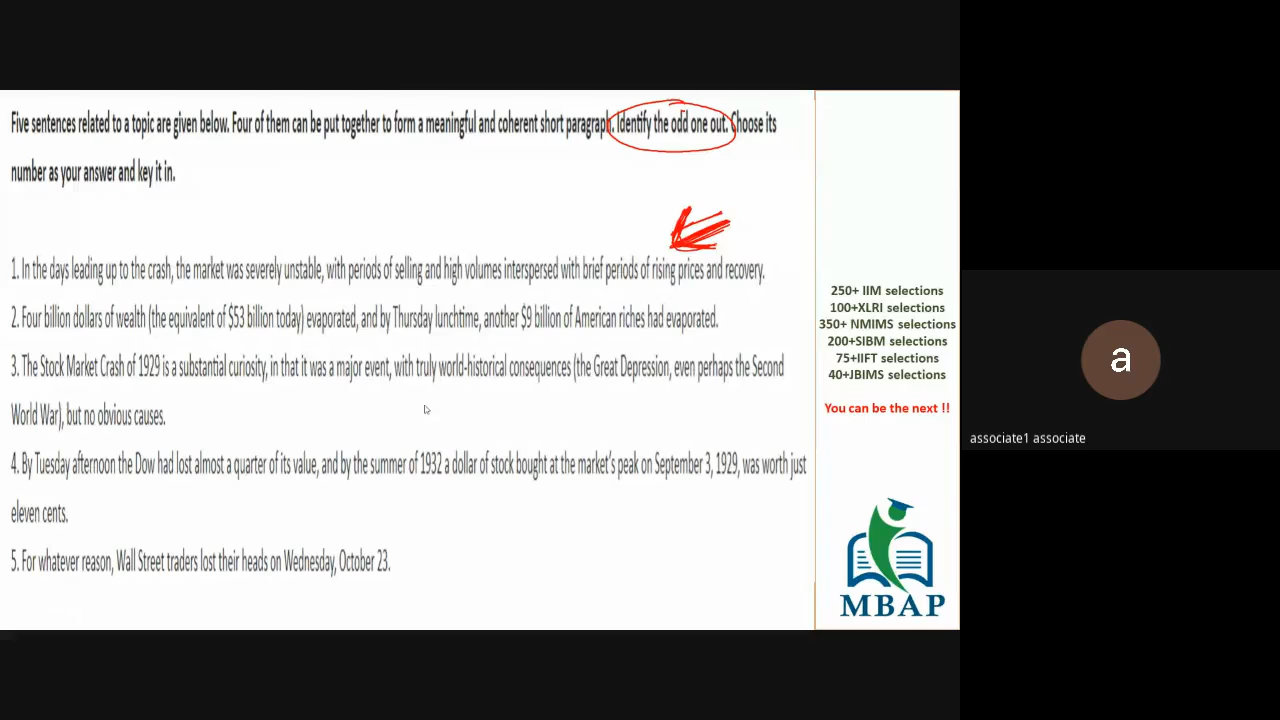 Five sentences related to a topic are given below. Four of them can be put together to form a meaningful and coherent short paragraph. Identify the odd one out. Choose its
number as your answer and key it in.
1. In the days leading up to the crash, the market was severely unstable, with periods of selling and high volumes interspersed with brief periods of rising prices and recovery.
2. Four billion dollars of wealth (the equivalent of $53 billion today) evaporated, and by Thursday lunchtime, another $9 billion of American riches had evaporated.
3. The Stock Market Crash of 1929 is a substantial curiosity, in that it was a major event, with truly world-historical consequences (the Great Depression, even perhaps the Second
World War), but no obvious causes.
4. By Tuesday afternoon the Dow had lost almost a quarter of its value, and by the summer of 1932 a dollar of stock bought at the market's peak on September 3, 1929, was worth just
eleven cents.
5. For whatever reason, Wall Street traders lost their heads on Wednesday, October 23.
250+ IIM selections
100+XLRI selections
350+ NMIMS selections
200+SIBM selections
75+IIFT selections
40+JBIMS selections
You can be the next !!
MBAP
a
associate1 associate